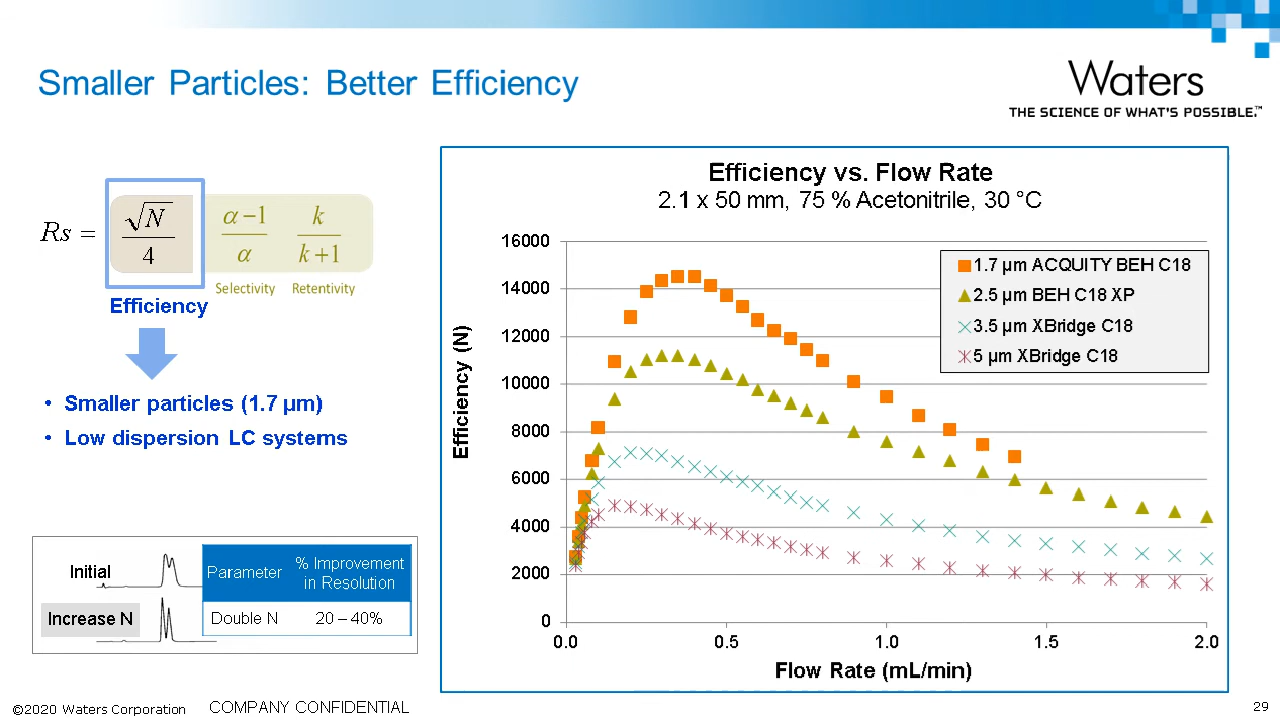 Smaller Particles: Better Efficiency
Waters
THE SCIENCE OF WHAT'S POSSIBLE.™
Rs = √N / 4
α – 1 / α
k / k + 1
Selectivity Retentivity
Efficiency
• Smaller particles (1.7 µm)
• Low dispersion LC systems
Initial
Increase N
Parameter
% Improvement
in Resolution
Double N
20 – 40%
Efficiency vs. Flow Rate
2.1 x 50 mm, 75 % Acetonitrile, 30 °C
Efficiency (N)
16000
14000
12000
10000
8000
6000
4000
2000
0
0.0 0.5 1.0 1.5 2.0
Flow Rate (mL/min)
1.7 µm ACQUITY BEH C18
2.5 µm BEH C18 XP
3.5 µm XBridge C18
5 µm XBridge C18
©2020 Waters Corporation COMPANY CONFIDENTIAL
29